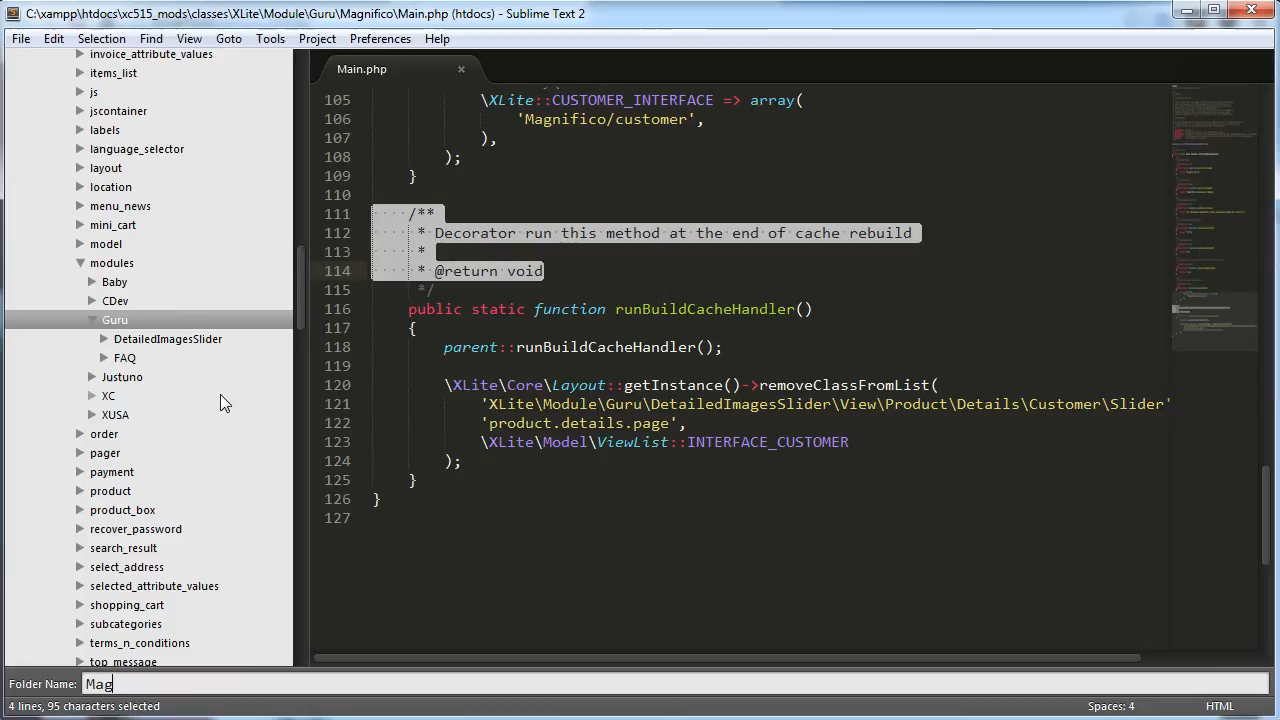 C:\xampp\htdocs\xc515_mods\classes\XLite\Module\Guru\Magnifico\Main.php (htdocs) - Sublime Text 2
File Edit Selection Find View Goto Tools Project Preferences Help
invoice_attribute_values
items_list
js
jscontainer
labels
language_selector
layout
location
menu_news
mini_cart
model
modules
Baby
CDev
Guru
DetailedImagesSlider
FAQ
Justuno
XC
XUSA
order
pager
payment
product
product_box
recover_password
search_result
select_address
selected_attribute_values
shopping_cart
subcategories
terms_n_conditions
top_message
Main.php
105 \XLite::CUSTOMER_INTERFACE => array(
106 'Magnifico/customer',
107 ),
108 );
109 }
110
111 /**
112 * Decorator run this method at the end of cache rebuild
113 *
114 * @return void
115 */
116 public static function runBuildCacheHandler()
117 {
118 parent::runBuildCacheHandler();
119
120 \XLite\Core\Layout::getInstance()->removeClassFromList(
121 'XLite\Module\Guru\DetailedImagesSlider\View\Product\Details\Customer\Slider'
122 'product.details.page',
123 \XLite\Model\ViewList::INTERFACE_CUSTOMER
124 );
125 }
126 }
127
Folder Name: Mag
4 lines, 95 characters selected Spaces: 4 HTML